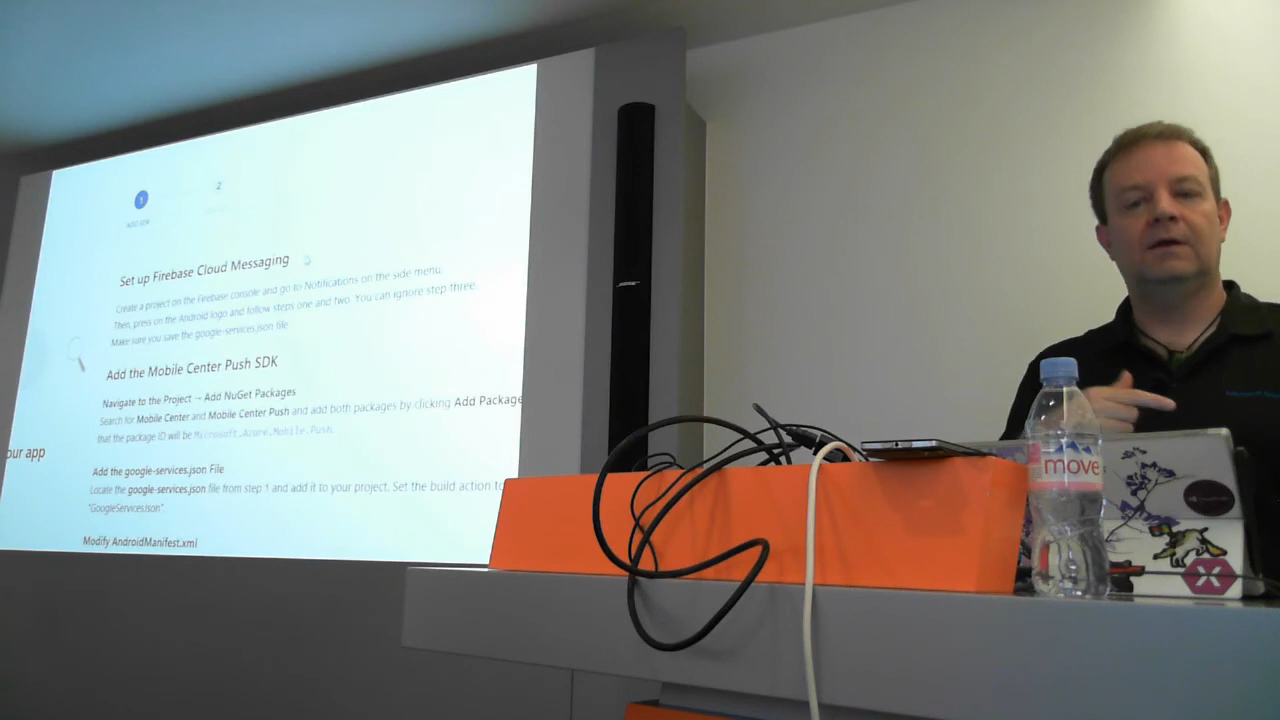 1
2
ADD SDK
Set up Firebase Cloud Messaging
Create a project on the Firebase console and go to Notifications on the side menu.
Then, press on the Android logo and follow steps one and two. You can ignore step three.
Make sure you save the google-services.json file.
Add the Mobile Center Push SDK
Navigate to the Project → Add NuGet Packages
Search for Mobile Center and Mobile Center Push and add both packages by clicking Add Package
that the package ID will be Microsoft.Azure.Mobile.Push.
our app
Add the google-services.json File
Locate the google-services.json file from step 1 and add it to your project. Set the build action to
"GoogleServicesJson".
Modify AndroidManifest.xml
BOSE
move